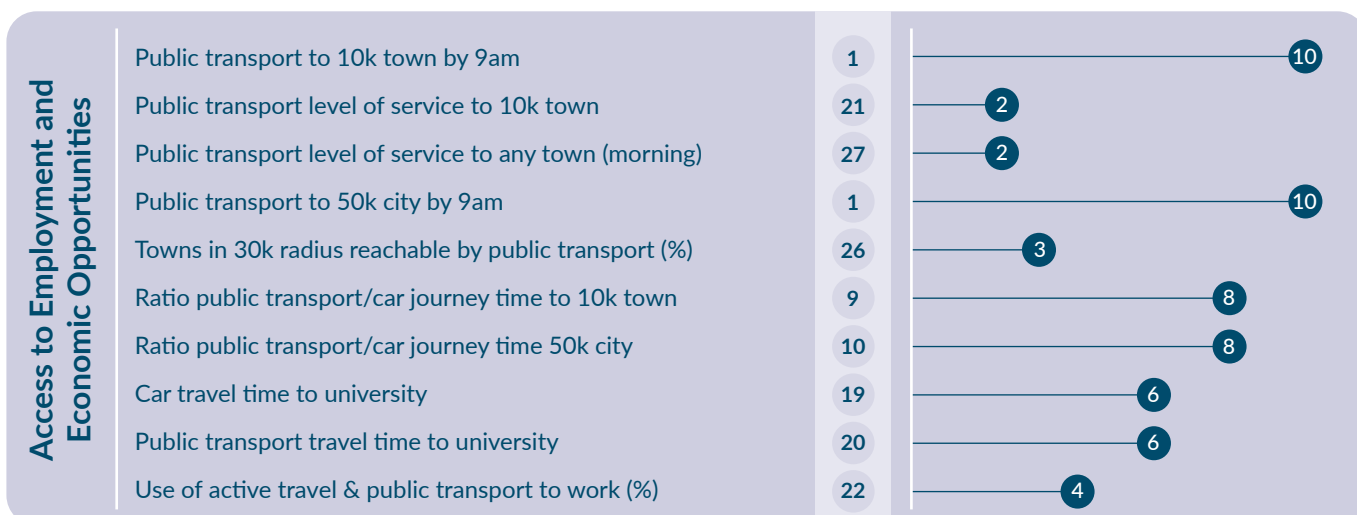 Access to Employment and
Economic Opportunities
Public transport to 10k town by 9am 1 10
Public transport level of service to 10k town 21 2
Public transport level of service to any town (morning) 27 2
Public transport to 50k city by 9am 1 10
Towns in 30k radius reachable by public transport (%) 26 3
Ratio public transport/car journey time to 10k town 9 8
Ratio public transport/car journey time 50k city 10 8
Car travel time to university 19 6
Public transport travel time to university 20 6
Use of active travel & public transport to work (%) 22 4